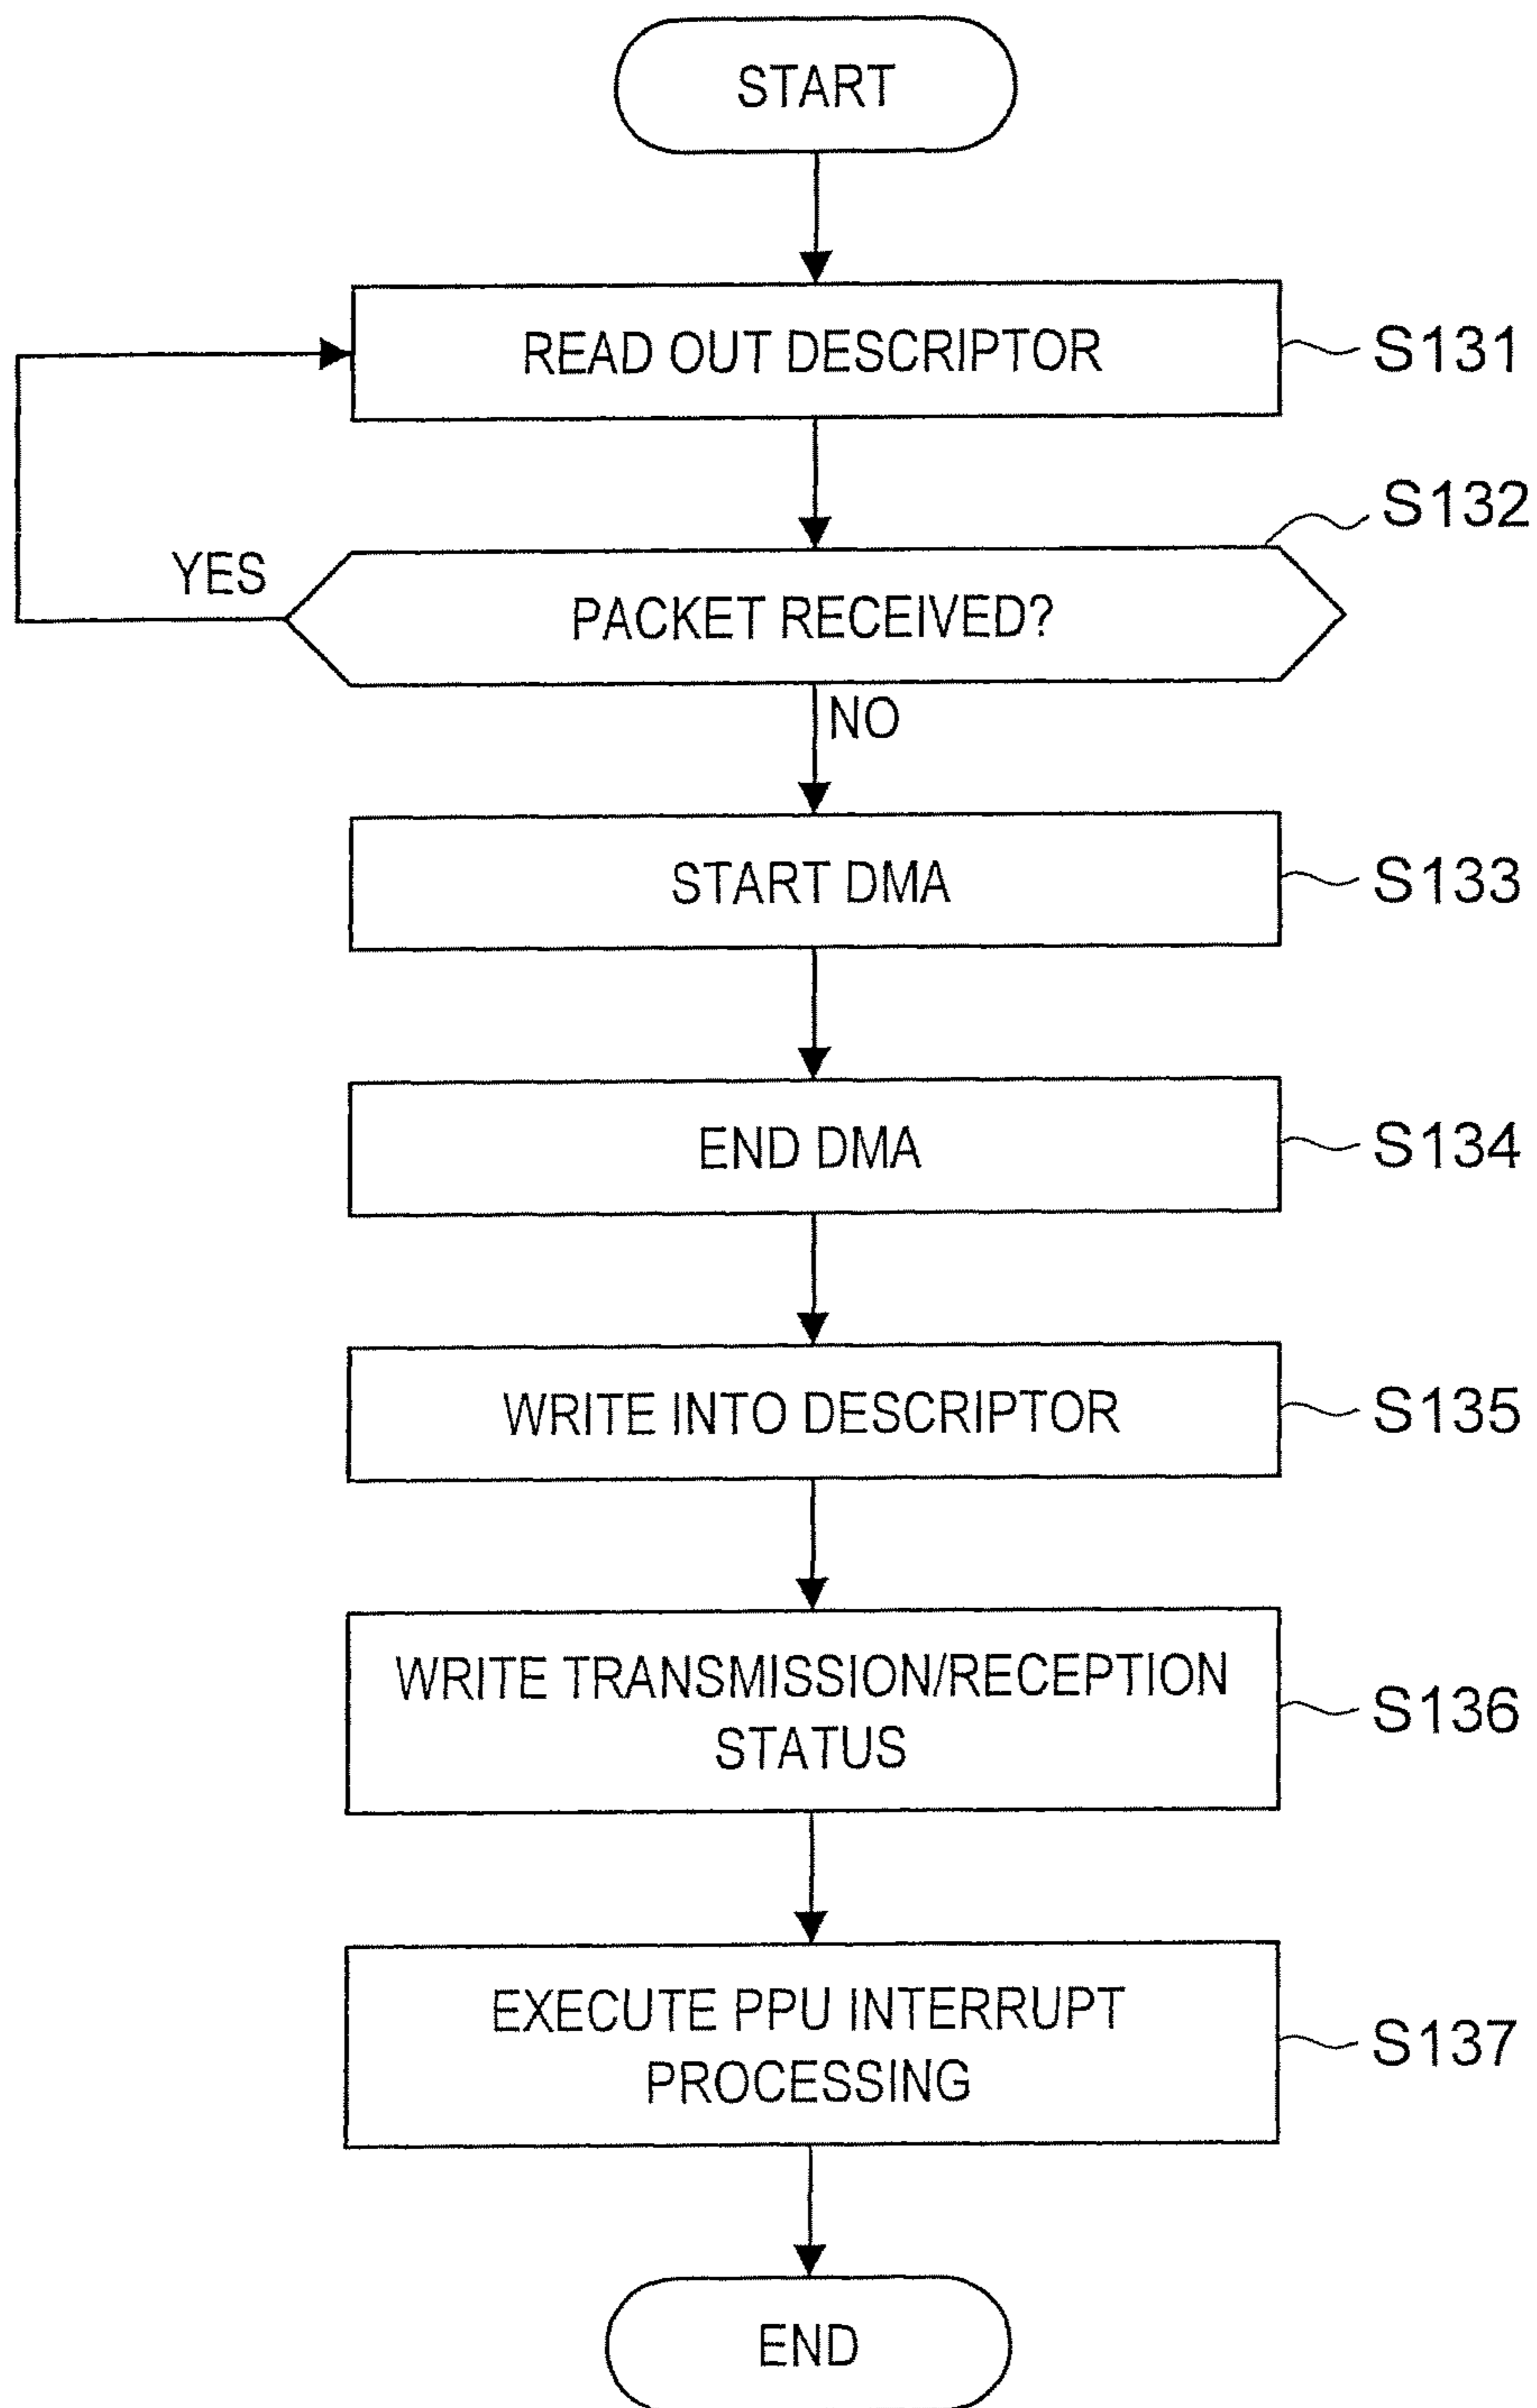 START
READ OUT DESCRIPTOR
S131
S132
YES
PACKET RECEIVED?
NO
START DMA
S133
END DMA
S134
WRITE INTO DESCRIPTOR
S135
WRITE TRANSMISSION/RECEPTION
STATUS
S136
EXECUTE PPU INTERRUPT
PROCESSING
S137
END